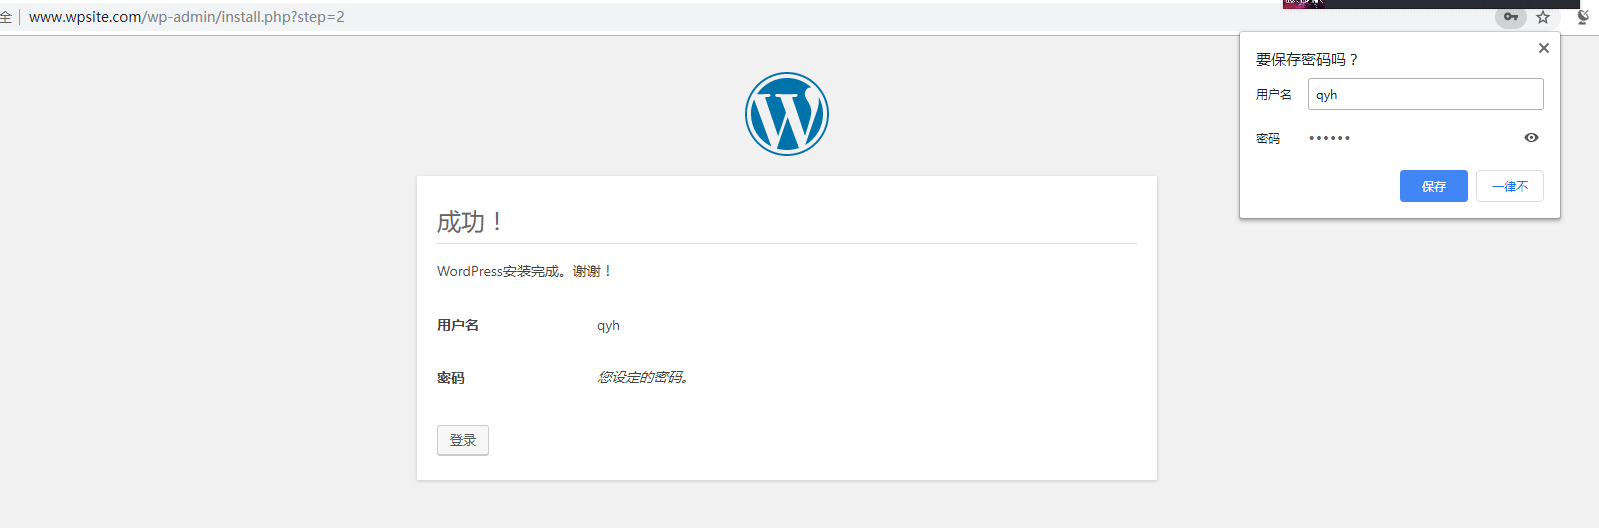 全 www.wpsite.com/wp-admin/install.php?step=2
要保存密码吗？
用户名 qyh
密码 ••••••
保存 一律不
成功！
WordPress安装完成。谢谢！
用户名 qyh
密码 您设定的密码。
登录